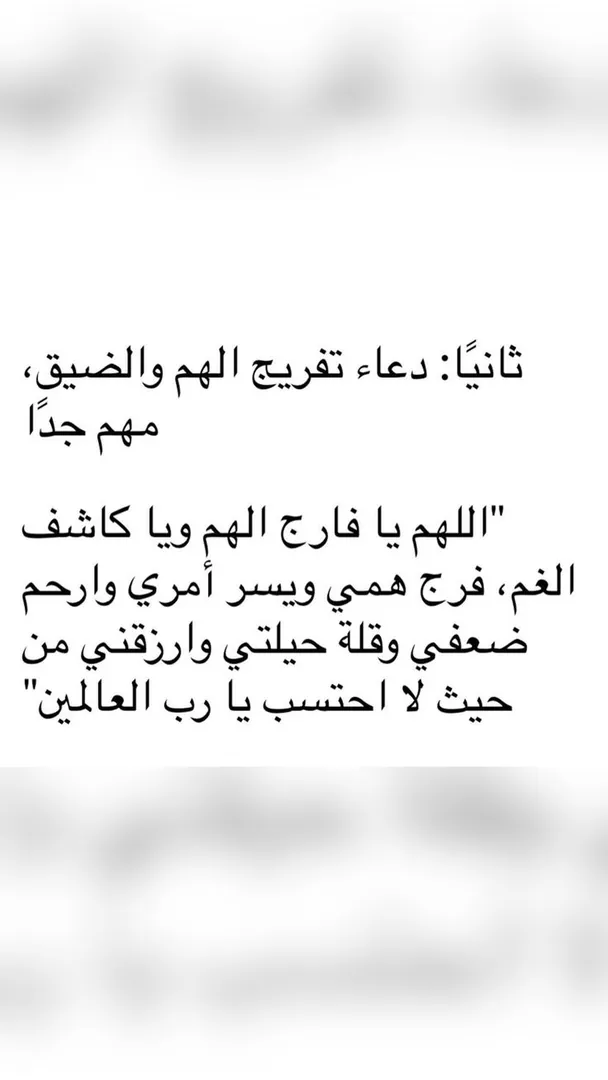 ثانيًا: دعاء تفريج الهم والضيق،
مهم جدًا
"اللهم يا فارج الهم ويا كاشف
الغم، فرج همي ويسر أمري وارحم
ضعفي وقلة حيلتي وارزقني من
حيث لا احتسب يا رب العالمين"